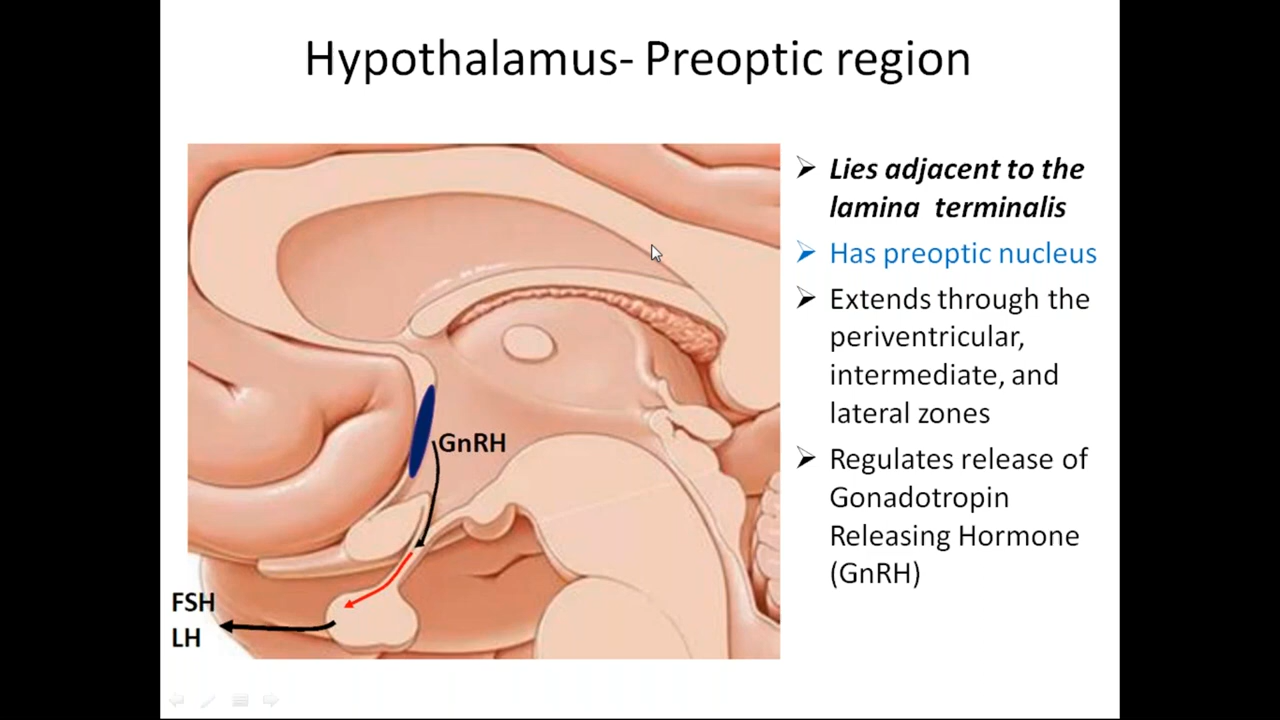 Hypothalamus- Preoptic region
➢ Lies adjacent to the
lamina terminalis
➢ Has preoptic nucleus
➢ Extends through the
periventricular,
intermediate, and
lateral zones
➢ Regulates release of
Gonadotropin
Releasing Hormone
(GnRH)
GnRH
FSH
LH